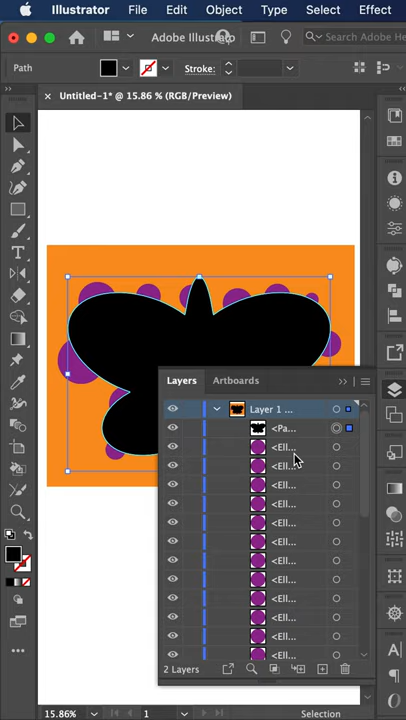 Illustrator File Edit Object Type Select Effect
Adobe Illustrator
Search Adobe Help
Path
Stroke:
× Untitled-1* @ 15.86 % (RGB/Preview)
T
Layers Artboards
Layer 1 ...
<Pa...
<Ell...
<Ell...
<Ell...
<Ell...
<Ell...
<Ell...
<Ell...
<Ell...
<Ell...
<Ell...
<Ell...
<Ell...
2 Layers
A
15.86% 1 Selection